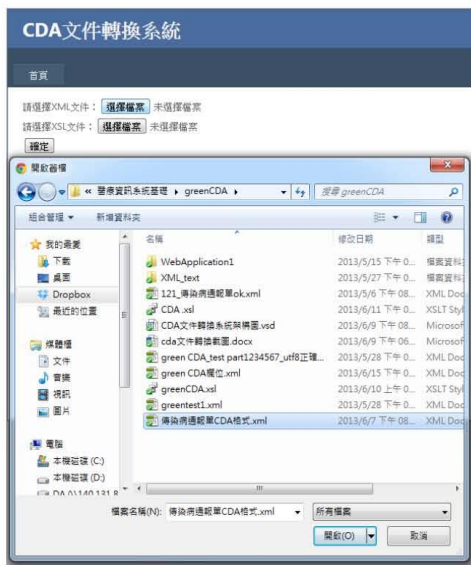 CDA文件轉換系統
首頁
請選擇XML文件： 選擇檔案 未選擇檔案
請選擇XSL文件： 選擇檔案 未選擇檔案
確定
開啟舊檔
« 醫療資訊系統基礎 ▸ greenCDA ▸ 搜尋 greenCDA
組合管理 ▾ 新增資料夾
我的最愛
下載
桌面
Dropbox
最近的位置
媒體櫃
文件
音樂
視訊
圖片
電腦
本機磁碟 (C:)
本機磁碟 (D:)
名稱 修改日期 類型
WebApplication1 2013/5/15 下午 0... 檔案資料
XML_text 2013/5/27 下午 0... 檔案資料
121_傳染病通報單ok.xml 2013/5/6 下午 08... XML Doc
CDA .xsl 2013/6/11 下午 0... XSLT Styl
CDA文件轉換系統架構圖.vsd 2013/6/9 下午 08... Microsof
cda文件轉換截圖.docx 2013/6/9 下午 06... Microsof
green CDA_test part1234567_utf8正確... 2013/5/28 下午 0... XML Doc
green CDA欄位.xml 2013/6/15 下午 0... XML Doc
greenCDA.xsl 2013/6/10 上午 0... XSLT Styl
greentest1.xml 2013/5/28 下午 0... XML Doc
傳染病通報單CDA格式.xml 2013/6/7 下午 08... XML Doc
檔案名稱(N): 傳染病通報單CDA格式.xml 所有檔案
開啟(O) 取消